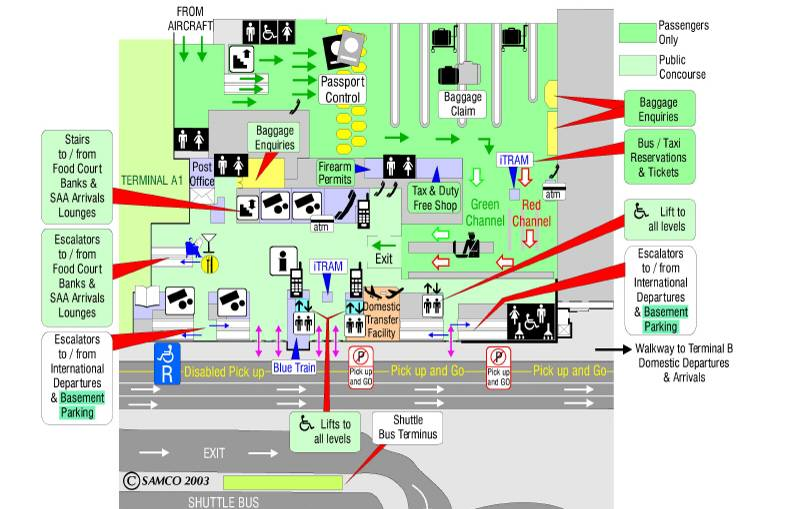 FROM
AIRCRAFT
Passengers
Only
Public
Concourse
Passport
Control
Baggage
Claim
Baggage
Enquiries
Baggage
Enquiries
Stairs
to / from
Food Court
Banks &
SAA Arrivals
Lounges
TERMINAL A1
Post
Office
Firearm
Permits
Tax & Duty
Free Shop
iTRAM
Bus / Taxi
Reservations
& Tickets
atm
atm
Green
Channel
Red
Channel
Lift to
all levels
Exit
Escalators
to / from
Food Court
Banks &
SAA Arrivals
Lounges
i
iTRAM
Domestic
Transfer
Facility
Escalators
to / from
International
Departures
& Basement
Parking
Escalators
to / from
International
Departures
& Basement
Parking
Walkway to Terminal B
Domestic Departures
& Arrivals
R
Disabled Pick up
Blue Train
P
Pick up
and GO
Pick up and Go
P
Pick up
and GO
Pick up and Go
Lifts to
all levels
Shuttle
Bus Terminus
EXIT
© SAMCO 2003
SHUTTLE BUS